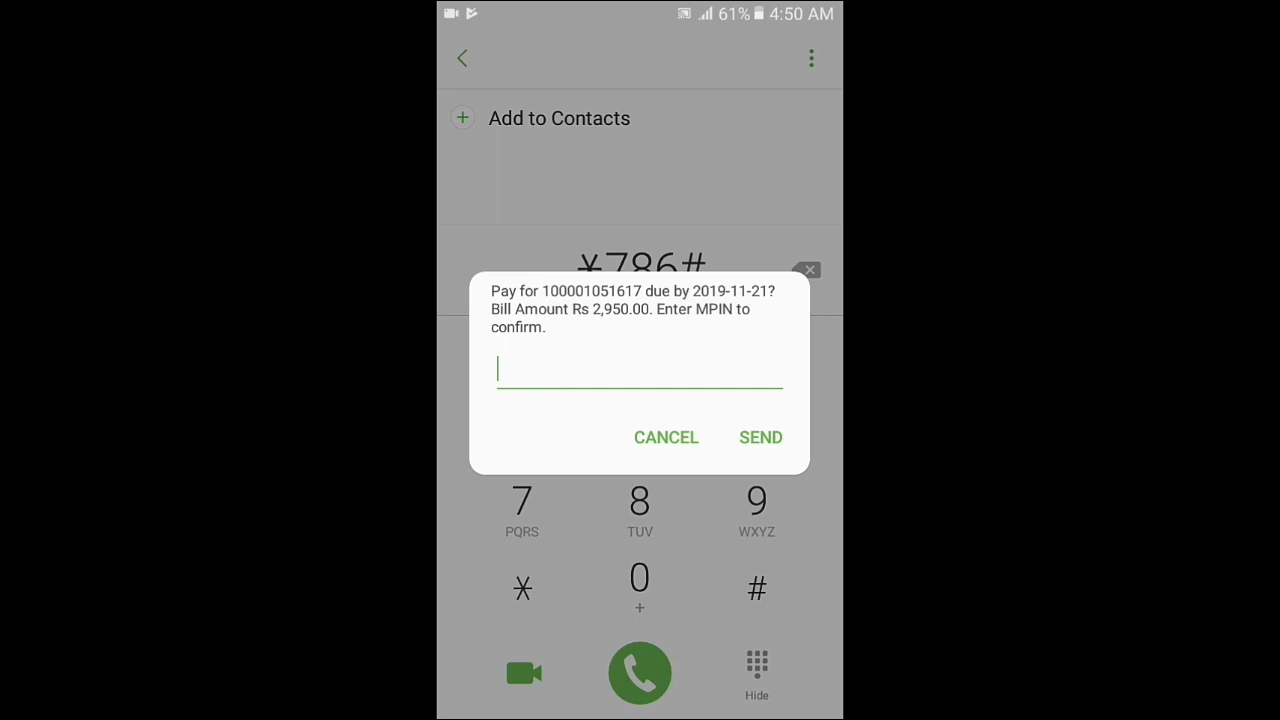 61% 4:50 AM
Add to Contacts
*786#
Pay for 100001051617 due by 2019-11-21?
Bill Amount Rs 2,950.00. Enter MPIN to
confirm.
CANCEL SEND
7 8 9
PQRS TUV WXYZ
* 0 #
+
Hide